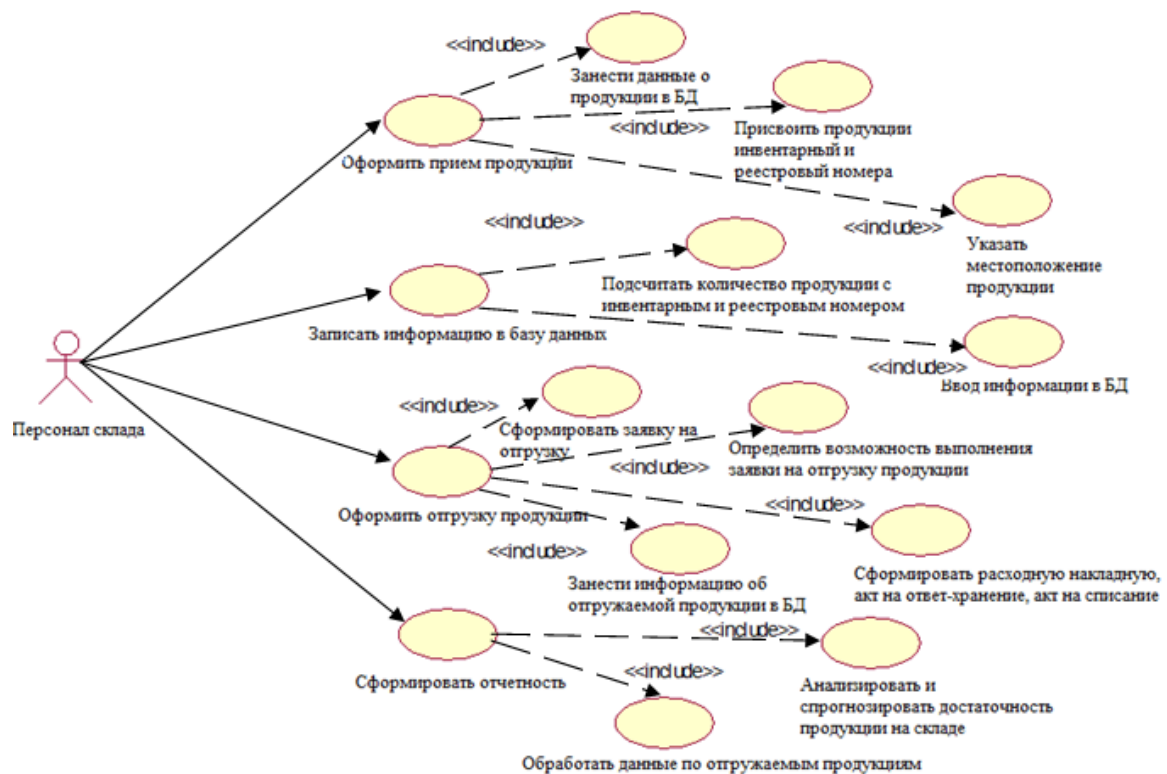 <<include>>
Занести данные о
продукции в БД
<<include>>
Присвоить продукции
инвентарный и
реестровый номера
Оформить прием продукции
<<include>>
Указать
местоположение
продукции
<<include>>
Подсчитать количество продукции с
инвентарным и реестровым номером
Записать информацию в базу данных
<<include>>
Ввод информации в БД
Персонал склада
<<include>>
Сформировать заявку на
отгрузку
<<include>>
Определить возможность выполнения
заявки на отгрузку продукции
<<include>>
Оформить отгрузку продукции
<<include>>
Сформировать расходную накладную,
акт на ответ-хранение, акт на списание
Занести информацию об
отгружаемой продукции в БД
<<include>>
Сформировать отчетность
<<include>>
Анализировать и
спрогнозировать достаточность
продукции на складе
Обработать данные по отгружаемым продукциям